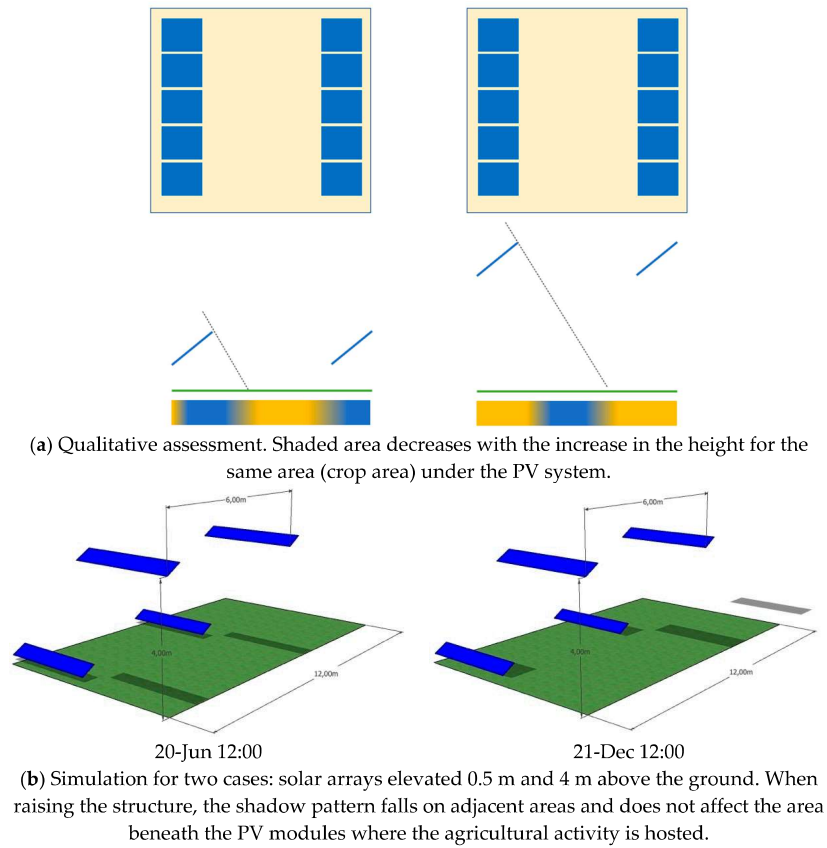 (a) Qualitative assessment. Shaded area decreases with the increase in the height for the
same area (crop area) under the PV system.
6,00m
4,00m
12,00m
6,00m
4,00m
12,00m
20-Jun 12:00
21-Dec 12:00
(b) Simulation for two cases: solar arrays elevated 0.5 m and 4 m above the ground. When
raising the structure, the shadow pattern falls on adjacent areas and does not affect the area
beneath the PV modules where the agricultural activity is hosted.